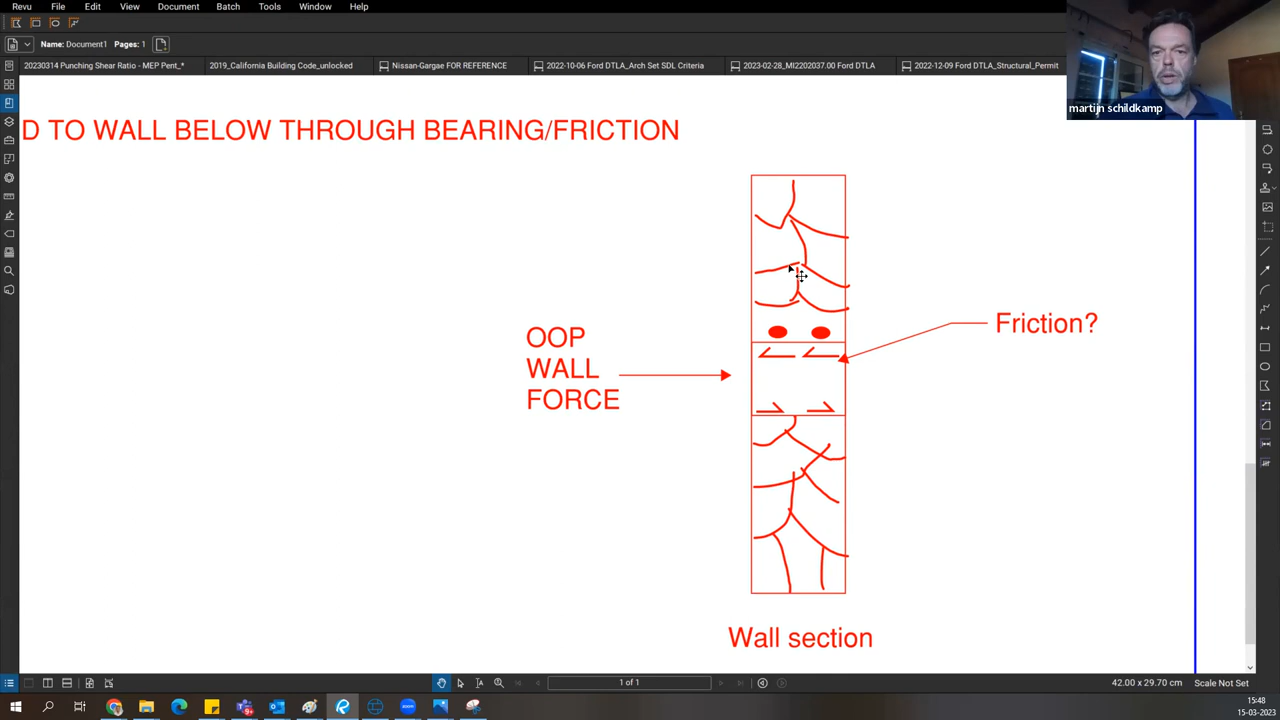 Revu File Edit View Document Batch Tools Window Help
Name: Document1 Pages: 1
20230314 Punching Shear Ratio - MEP Pent_* 2019_California Building Code_unlocked Nissan-Gargae FOR REFERENCE 2022-10-06 Ford DTLA_Arch Set SDL Criteria 2023-02-28_MI2202037.00 Ford DTLA 2022-12-09 Ford DTLA_Structural_Permit
martijn schildkamp
D TO WALL BELOW THROUGH BEARING/FRICTION
Friction?
OOP
WALL
FORCE
Wall section
1 of 1
42.00 x 29.70 cm Scale Not Set
15:48
15-03-2023